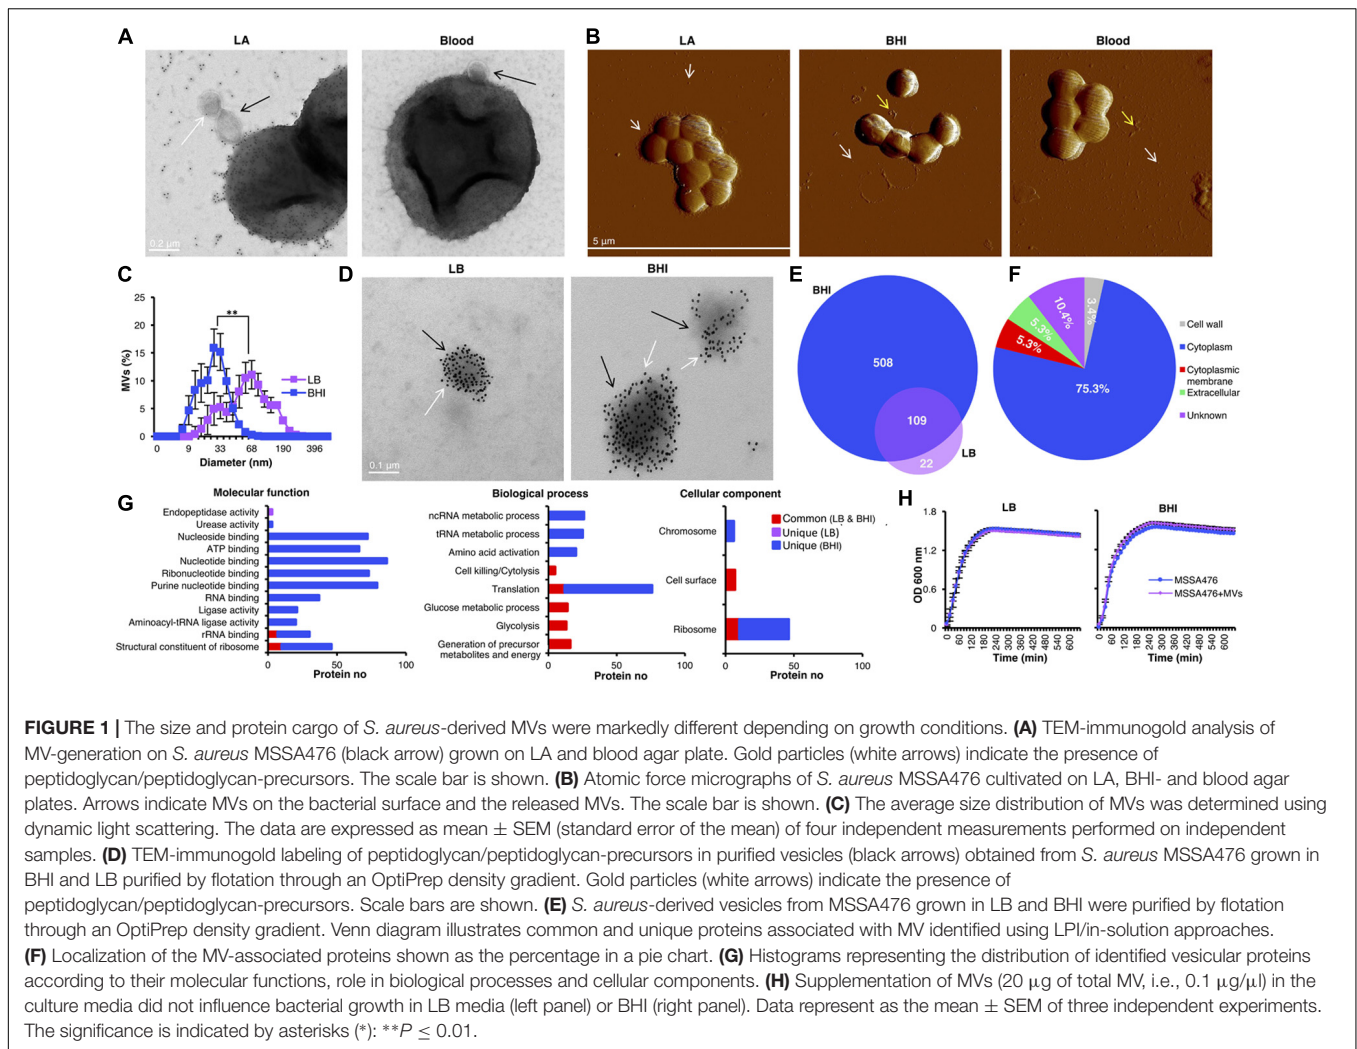 A
LA
Blood
0.2 µm
B
LA
BHI
Blood
5 µm
C
25
20
15
10
5
0
MVs (%)
**
LB
BHI
0 9 33 68 190 396
Diameter (nm)
D
LB
BHI
0.1 µm
E
BHI
508
109
22
LB
F
3.4%
10.4%
5.3%
5.3%
75.3%
Cell wall
Cytoplasm
Cytoplasmic
membrane
Extracellular
Unknown
G
Molecular function
Endopeptidase activity
Urease activity
Nucleoside binding
ATP binding
Nucleotide binding
Ribonucleotide binding
Purine nucleotide binding
RNA binding
Ligase activity
Aminoacyl-tRNA ligase activity
rRNA binding
Structural constituent of ribosome
0 50 100
Protein no
Biological process
ncRNA metabolic process
tRNA metabolic process
Amino acid activation
Cell killing/Cytolysis
Translation
Glucose metabolic process
Glycolysis
Generation of precursor
metabolites and energy
0 50 100
Protein no
Cellular component
Chromosome
Cell surface
Ribosome
0 50 100
Protein no
Common (LB & BHI)
Unique (LB)
Unique (BHI)
H
LB
1.8
1.2
0.6
0
OD 600 nm
0 60 120 180 240 300 360 420 480 540 600
Time (min)
BHI
MSSA476
MSSA476+MVs
0 60 120 180 240 300 360 420 480 540 600
Time (min)
FIGURE 1 | The size and protein cargo of S. aureus-derived MVs were markedly different depending on growth conditions. (A) TEM-immunogold analysis of
MV-generation on S. aureus MSSA476 (black arrow) grown on LA and blood agar plate. Gold particles (white arrows) indicate the presence of
peptidoglycan/peptidoglycan-precursors. The scale bar is shown. (B) Atomic force micrographs of S. aureus MSSA476 cultivated on LA, BHI- and blood agar
plates. Arrows indicate MVs on the bacterial surface and the released MVs. The scale bar is shown. (C) The average size distribution of MVs was determined using
dynamic light scattering. The data are expressed as mean ± SEM (standard error of the mean) of four independent measurements performed on independent
samples. (D) TEM-immunogold labeling of peptidoglycan/peptidoglycan-precursors in purified vesicles (black arrows) obtained from S. aureus MSSA476 grown in
BHI and LB purified by flotation through an OptiPrep density gradient. Gold particles (white arrows) indicate the presence of
peptidoglycan/peptidoglycan-precursors. Scale bars are shown. (E) S. aureus-derived vesicles from MSSA476 grown in LB and BHI were purified by flotation
through an OptiPrep density gradient. Venn diagram illustrates common and unique proteins associated with MV identified using LPI/in-solution approaches.
(F) Localization of the MV-associated proteins shown as the percentage in a pie chart. (G) Histograms representing the distribution of identified vesicular proteins
according to their molecular functions, role in biological processes and cellular components. (H) Supplementation of MVs (20 µg of total MV, i.e., 0.1 µg/µl) in the
culture media did not influence bacterial growth in LB media (left panel) or BHI (right panel). Data represent as the mean ± SEM of three independent experiments.
The significance is indicated by asterisks (*): **P ≤ 0.01.